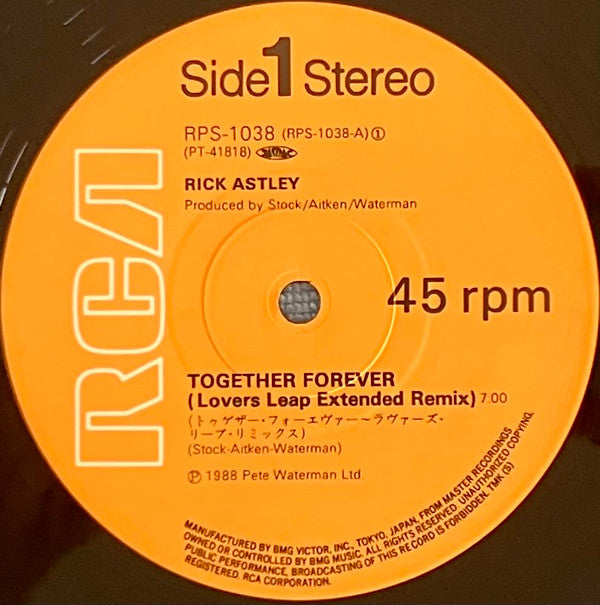 Side 1 Stereo
RPS-1038 (RPS-1038-A)①
(PT-41818)
RICK ASTLEY
Produced by Stock/Aitken/Waterman
RCA
45 rpm
TOGETHER FOREVER
(Lovers Leap Extended Remix) 7:00
(トゥゲザー・フォーエヴァー〜ラヴァーズ・
リープ・リミックス)
(Stock-Aitken-Waterman)
Ⓟ 1988 Pete Waterman Ltd.
MANUFACTURED BY BMG VICTOR, INC., TOKYO, JAPAN, FROM MASTER RECORDINGS
OWNED OR CONTROLLED BY BMG MUSIC. ALL RIGHTS RESERVED. UNAUTHORIZED COPYING,
PUBLIC PERFORMANCE, BROADCASTING OF THIS RECORD IS FORBIDDEN. TMK (S)
REGISTERED. RCA CORPORATION.